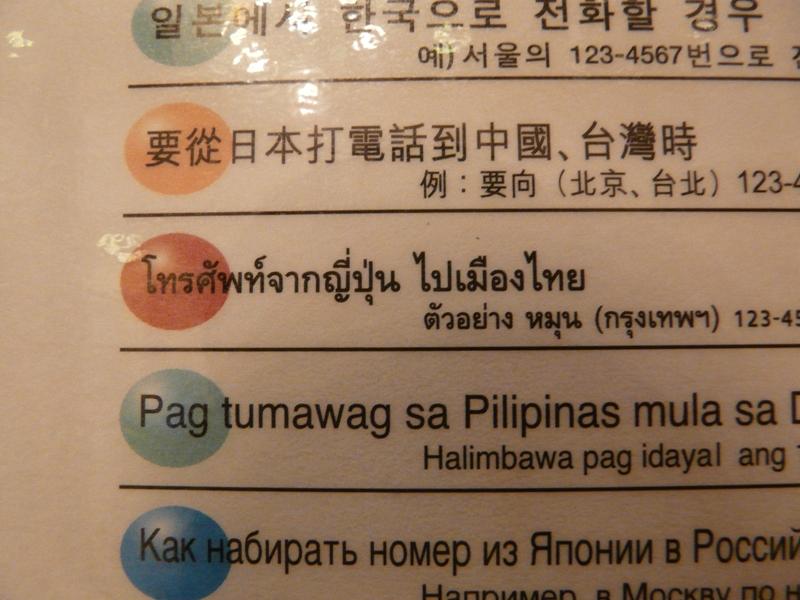 일본에서 한국으로 전화할 경우
예) 서울의 123-4567번으로
要從日本打電話到中國、台灣時
例：要向（北京、台北）123-4
โทรศัพท์จากญี่ปุ่น ไปเมืองไทย
ตัวอย่าง หมุน (กรุงเทพฯ) 123-45
Pag tumawag sa Pilipinas mula sa
Halimbawa pag idayal ang
Как набирать номер из Японии в Россий
Например, в Москву по н